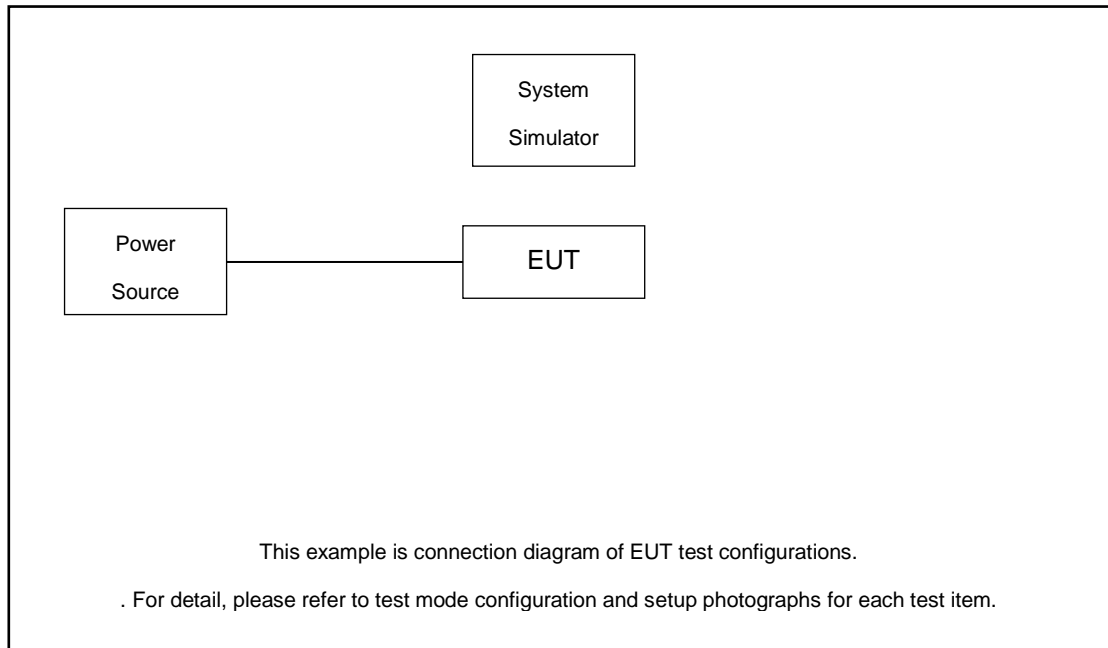 System
Simulator
Power
Source
EUT
This example is connection diagram of EUT test configurations.
. For detail, please refer to test mode configuration and setup photographs for each test item.